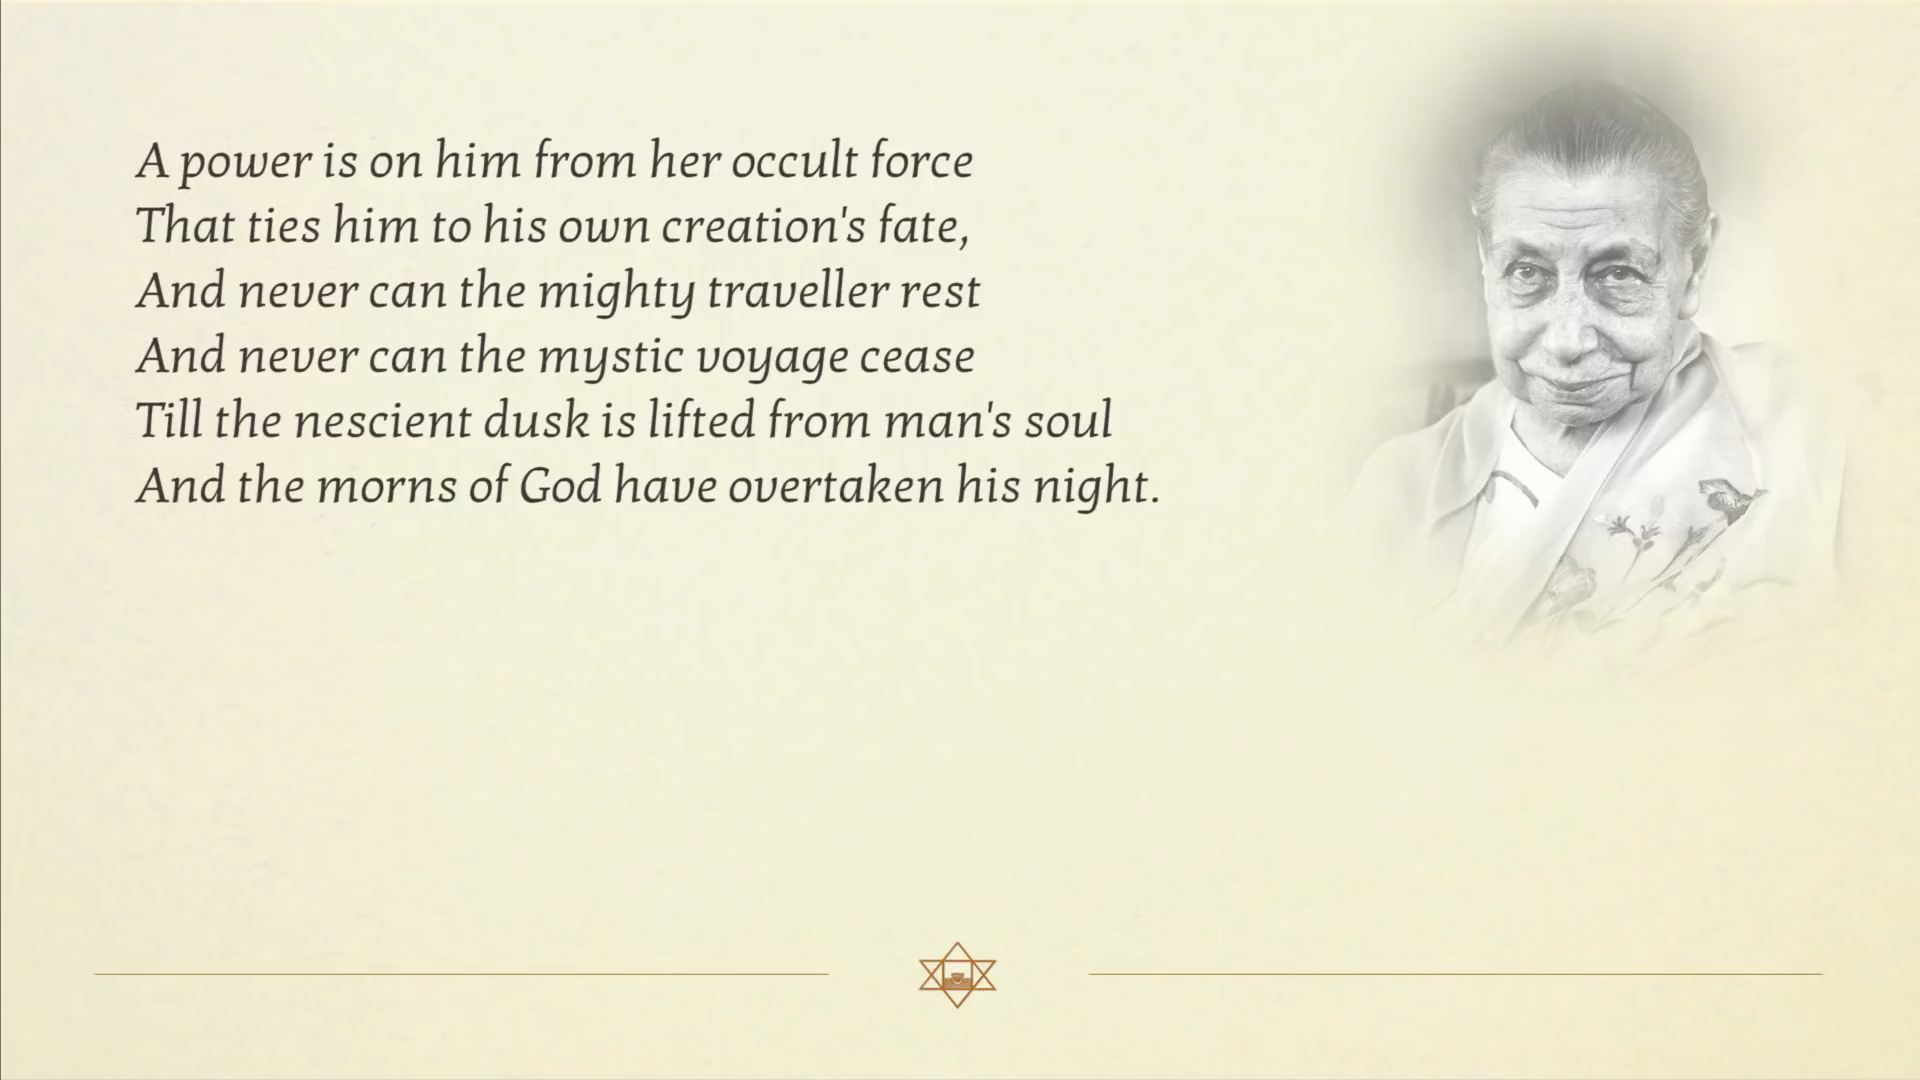 A power is on him from her occult force
That ties him to his own creation's fate,
And never can the mighty traveller rest
And never can the mystic voyage cease
Till the nescient dusk is lifted from man's soul
And the morns of God have overtaken his night.